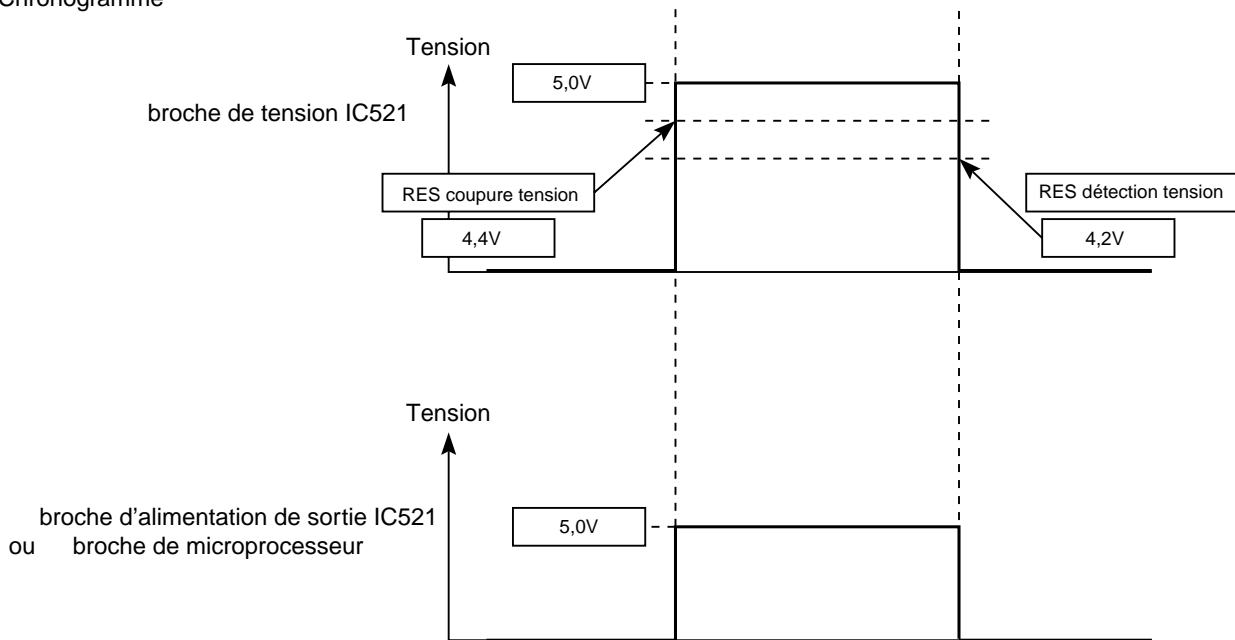 Chronogramme
Tension
5,0V
broche de tension IC521
RES coupure tension
RES détection tension
4,4V
4,2V
Tension
broche d’alimentation de sortie IC521
5,0V
ou broche de microprocesseur